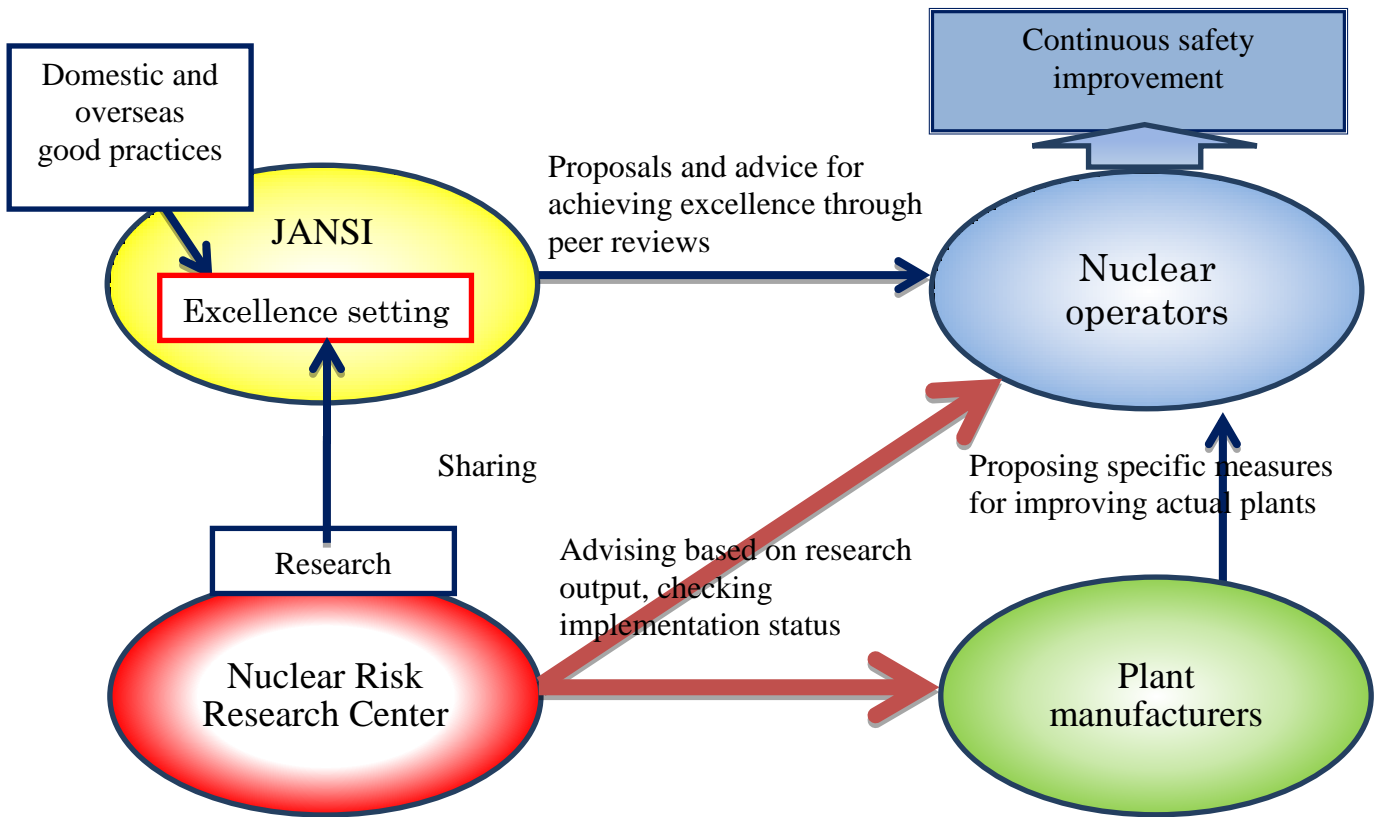 Domestic and
overseas
good practices
JANSI
Excellence setting
Proposals and advice for
achieving excellence through
peer reviews
Continuous safety
improvement
Nuclear
operators
Sharing
Proposing specific measures
for improving actual plants
Research
Advising based on research
output, checking
implementation status
Nuclear Risk
Research Center
Plant
manufacturers